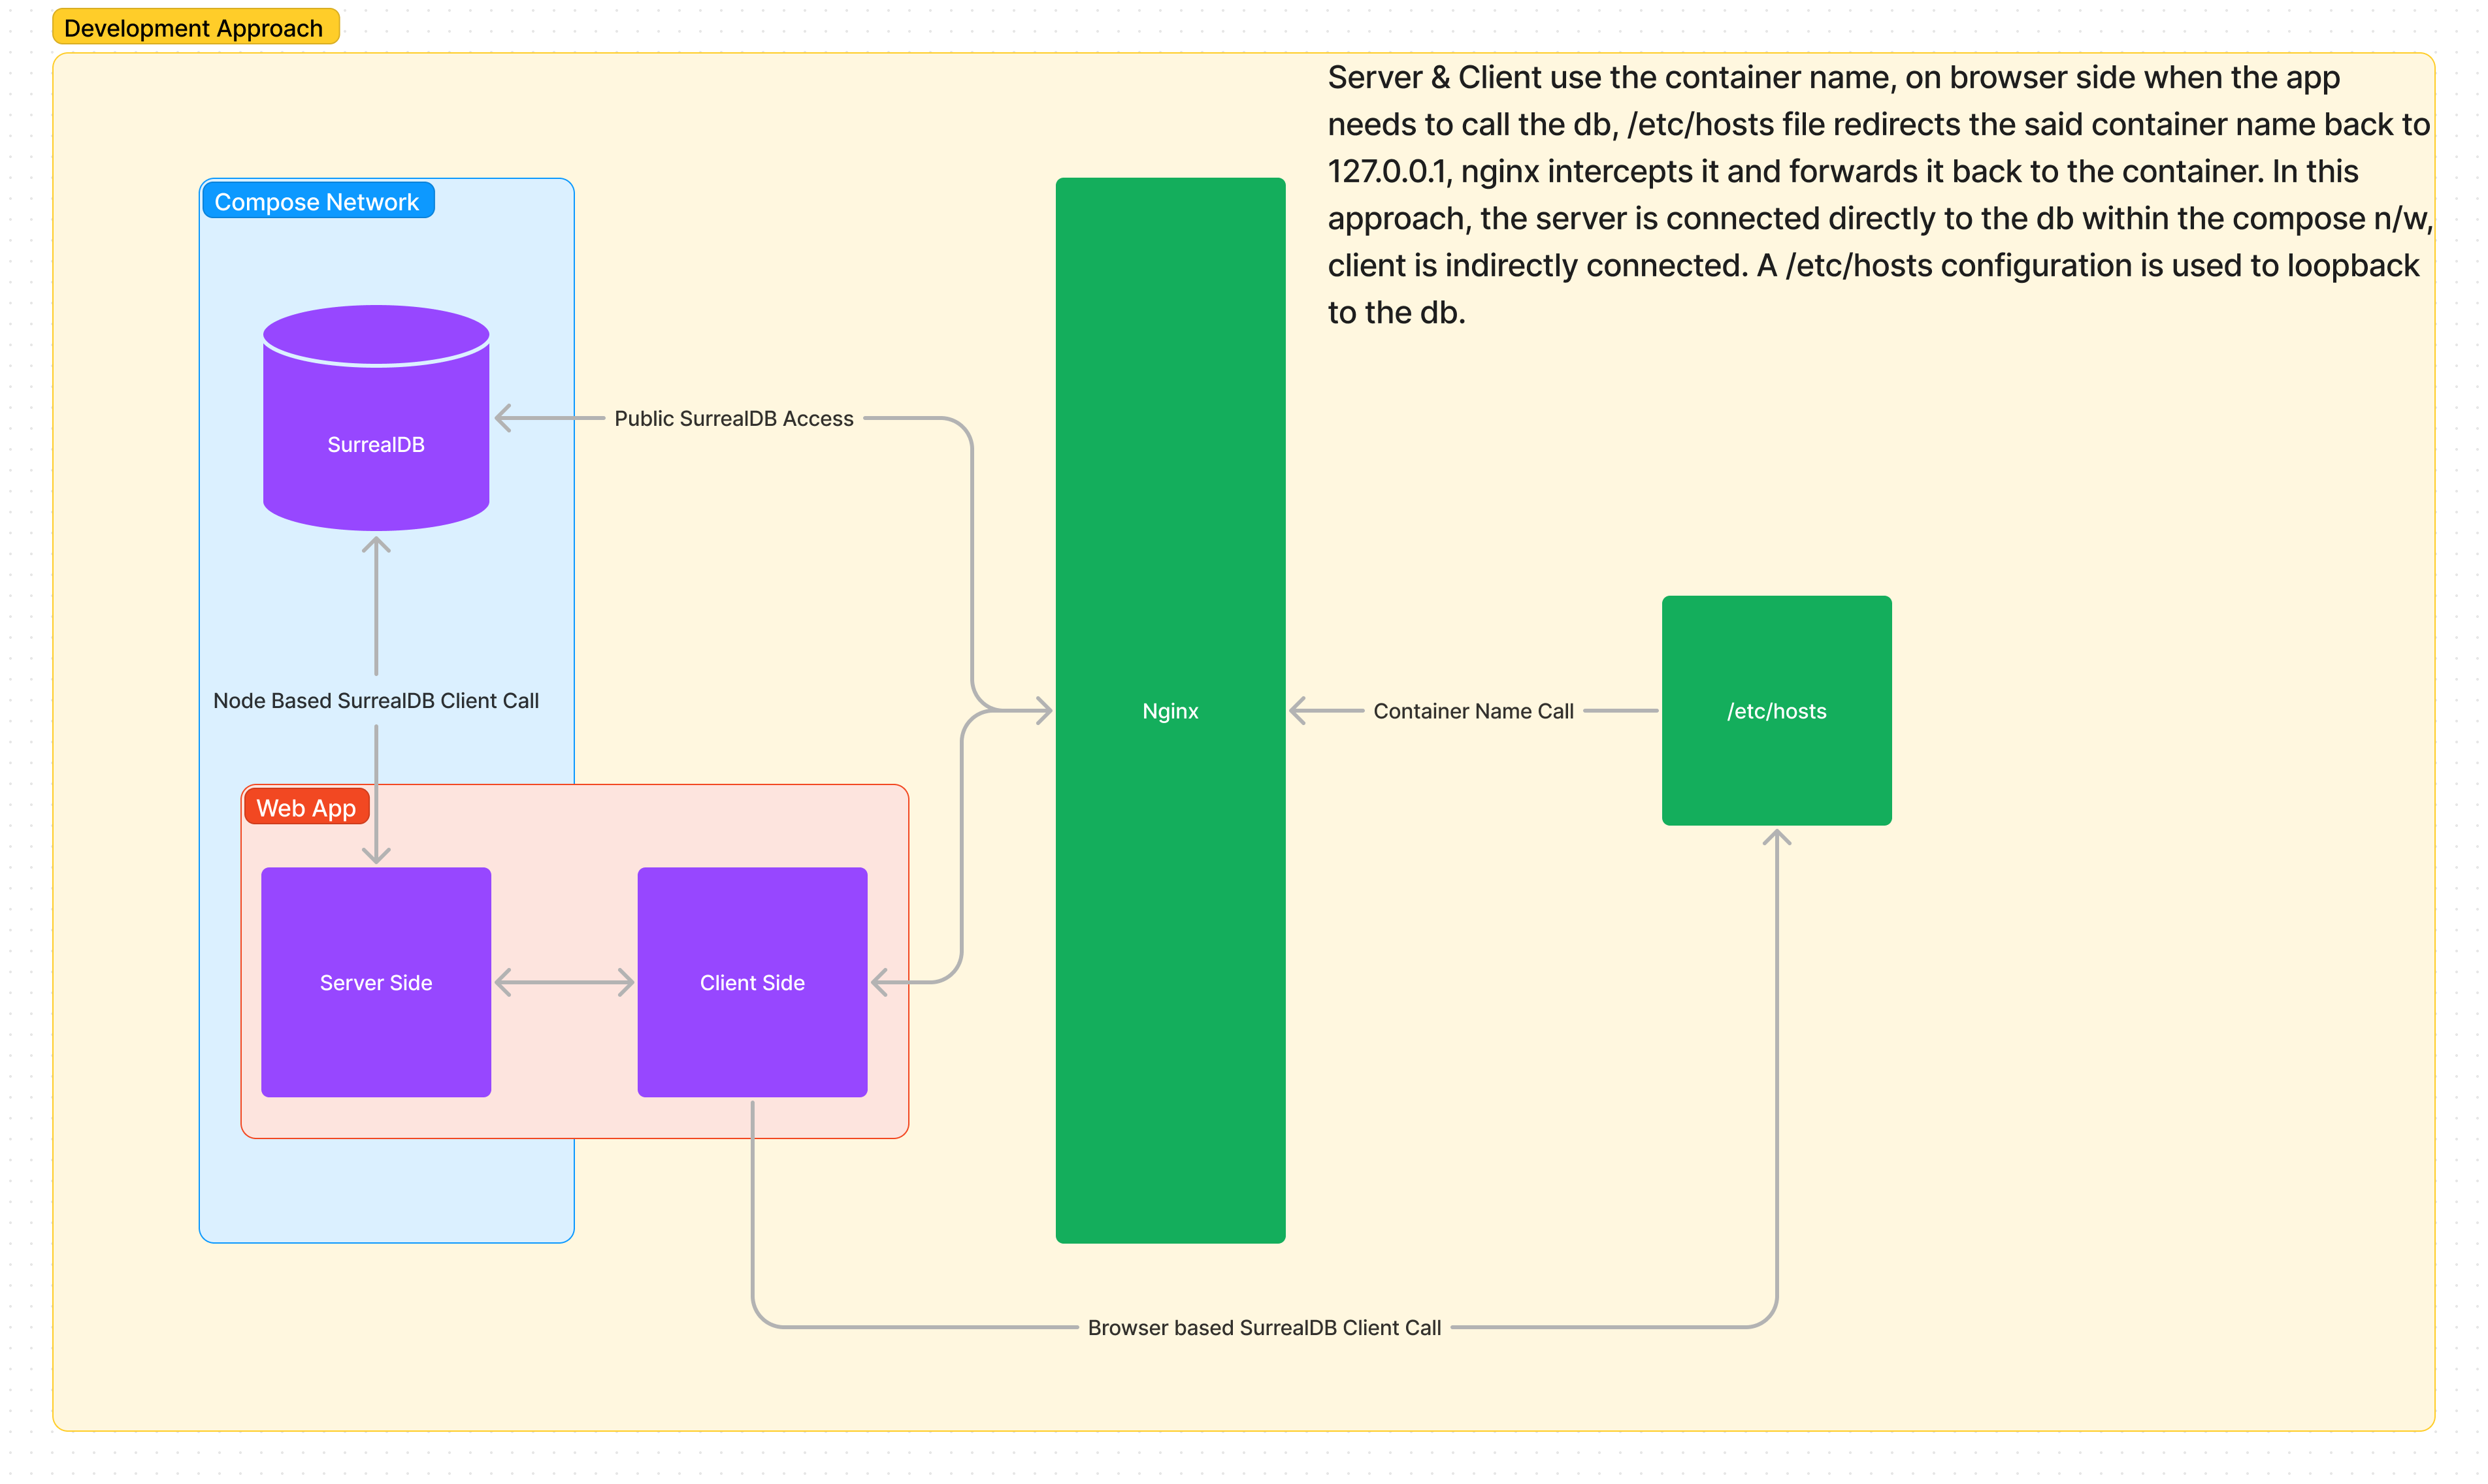 Development Approach
Server & Client use the container name, on browser side when the app
needs to call the db, /etc/hosts file redirects the said container name back to
127.0.0.1, nginx intercepts it and forwards it back to the container. In this
approach, the server is connected directly to the db within the compose n/w,
client is indirectly connected. A /etc/hosts configuration is used to loopback
to the db.
Compose Network
SurrealDB
Public SurrealDB Access
Node Based SurrealDB Client Call
Nginx
Container Name Call
/etc/hosts
Web App
Server Side
Client Side
Browser based SurrealDB Client Call